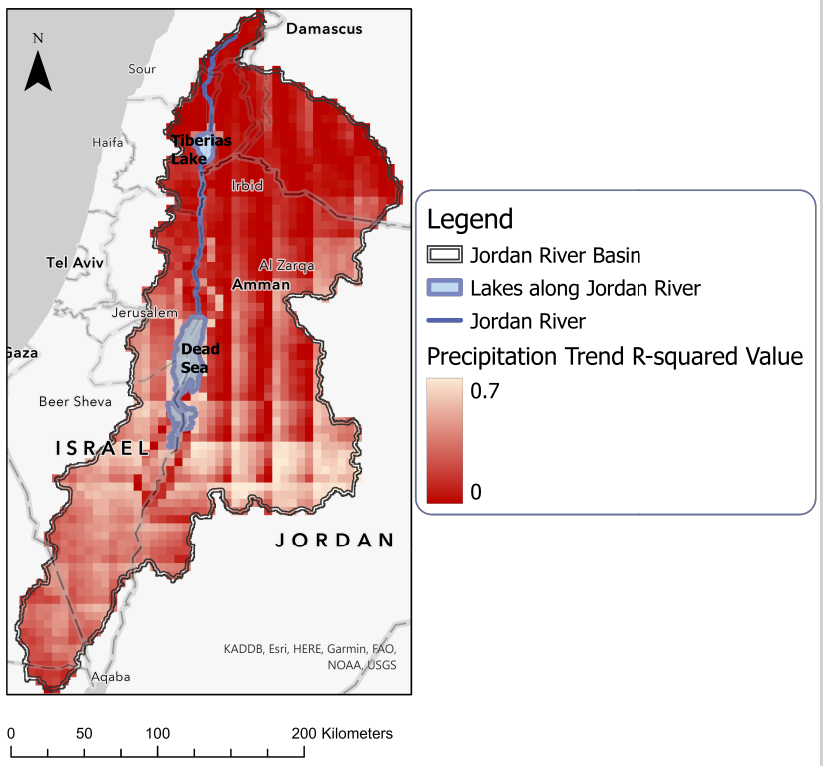 N
Damascus
Sour
Haifa
Tiberias
Lake
Irbid
Tel Aviv
Al Zarqa
Amman
Jerusalem
Gaza
Dead
Sea
Beer Sheva
ISRAEL
JORDAN
KADDB, Esri, HERE, Garmin, FAO,
NOAA, USGS
Aqaba
0 50 100 200 Kilometers
Legend
Jordan River Basin
Lakes along Jordan River
Jordan River
Precipitation Trend R-squared Value
0.7
0